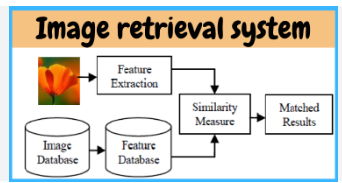 Image retrieval system
Feature
Extraction
Similarity
Measure
Matched
Results
Image
Database
Feature
Database